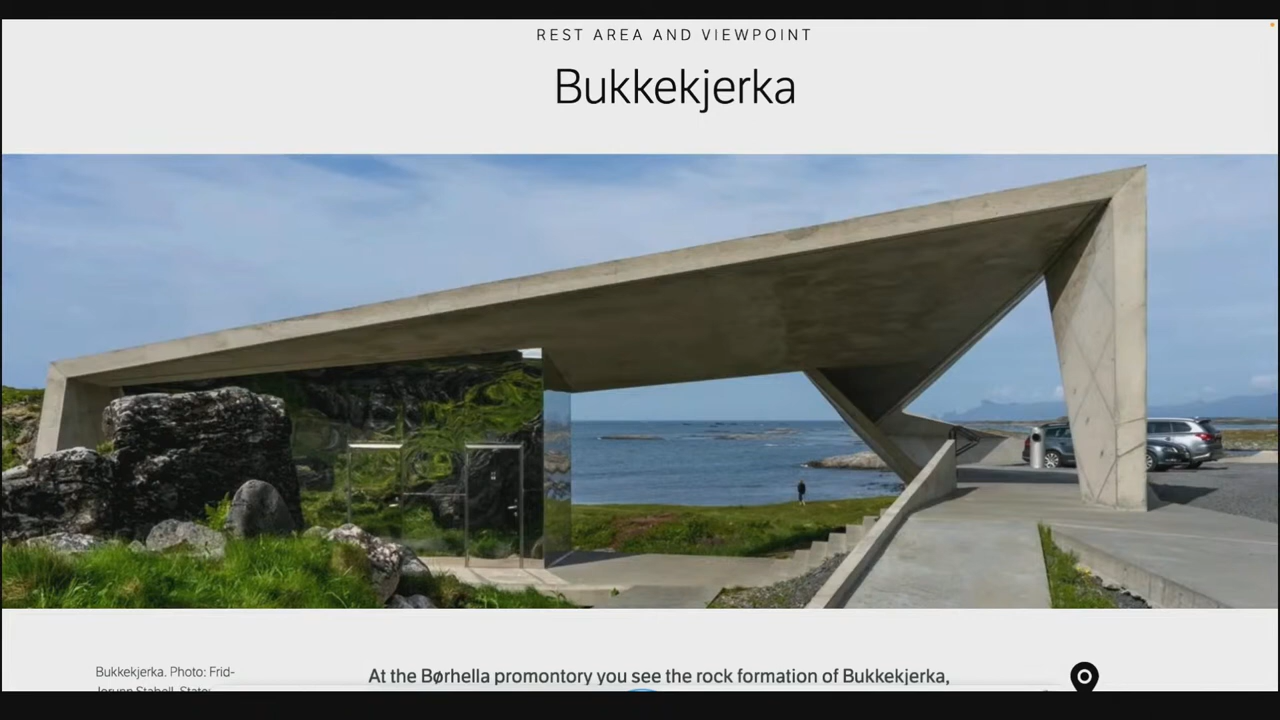 REST AREA AND VIEWPOINT
Bukkekjerka
Bukkekjerka. Photo: Frid-
At the Børhella promontory you see the rock formation of Bukkekjerka,